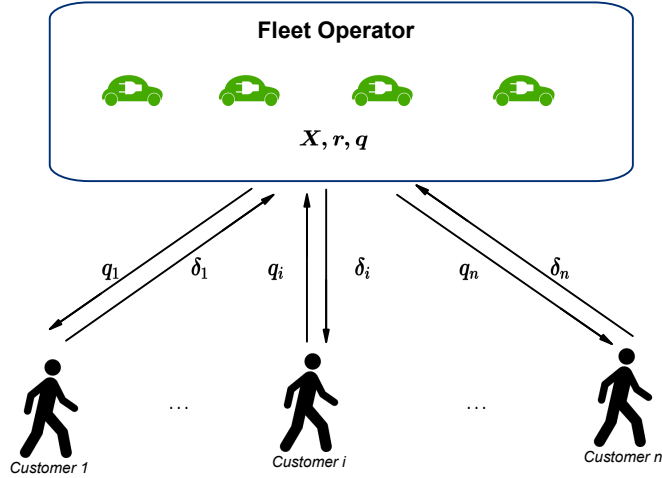 Fleet Operator
X, r, q
q₁ δ₁ qᵢ δᵢ qₙ δₙ
... ...
Customer 1 Customer i Customer n